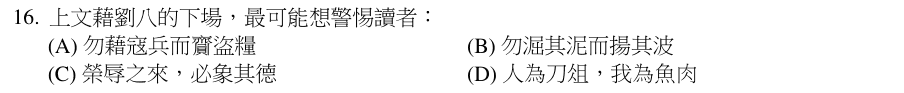 16. 上文藉劉八的下場，最可能想警惕讀者：
(A) 勿藉寇兵而齎盜糧 (B) 勿淈其泥而揚其波
(C) 榮辱之來，必象其德 (D) 人為刀俎，我為魚肉